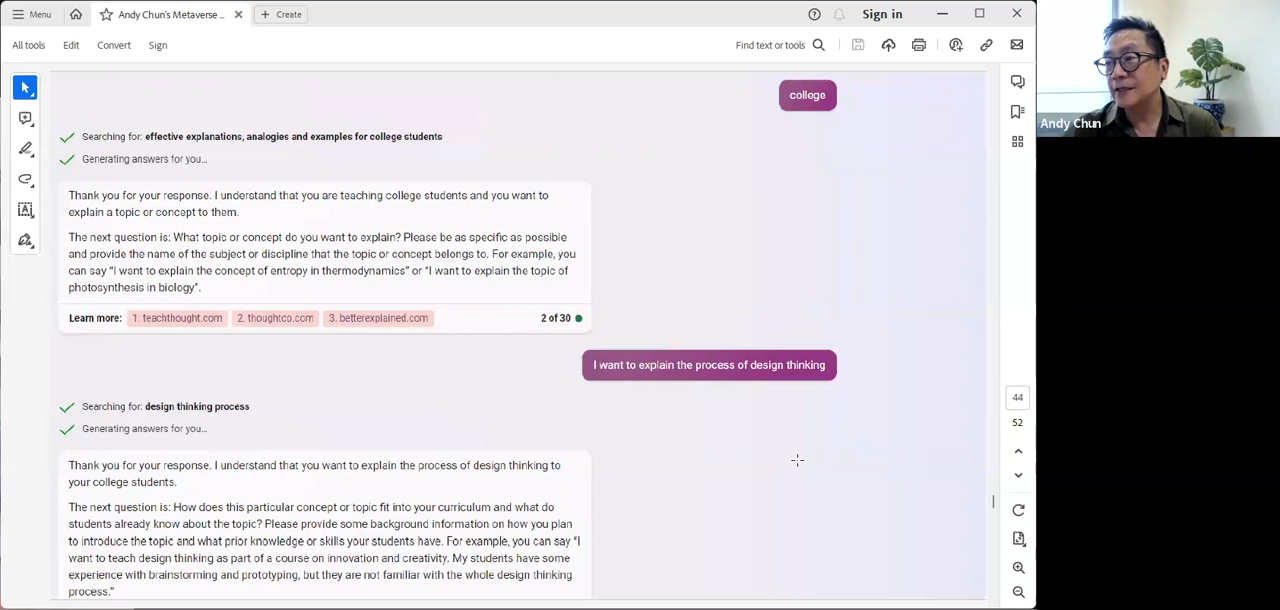 Menu
Andy Chun's Metaverse ...
Create
Sign in
All tools
Edit
Convert
Sign
Find text or tools
college
Searching for: effective explanations, analogies and examples for college students
Generating answers for you...
Thank you for your response. I understand that you are teaching college students and you want to
explain a topic or concept to them.
The next question is: What topic or concept do you want to explain? Please be as specific as possible
and provide the name of the subject or discipline that the topic or concept belongs to. For example, you
can say "I want to explain the concept of entropy in thermodynamics" or "I want to explain the topic of
photosynthesis in biology".
Learn more: 1. teachthought.com 2. thoughtco.com 3. betterexplained.com 2 of 30
I want to explain the process of design thinking
Searching for: design thinking process
Generating answers for you...
Thank you for your response. I understand that you want to explain the process of design thinking to
your college students.
The next question is: How does this particular concept or topic fit into your curriculum and what do
students already know about the topic? Please provide some background information on how you plan
to introduce the topic and what prior knowledge or skills your students have. For example, you can say "I
want to teach design thinking as part of a course on innovation and creativity. My students have some
experience with brainstorming and prototyping, but they are not familiar with the whole design thinking
process."
44
52
Andy Chun